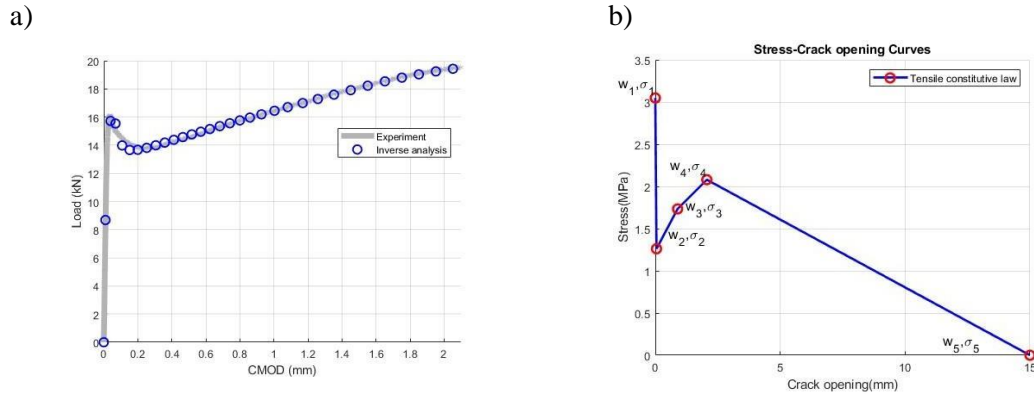 a)
20
18
16
14
12
10
8
6
4
2
0
Load (kN)
0 0.2 0.4 0.6 0.8 1 1.2 1.4 1.6 1.8 2
CMOD (mm)
Experiment
Inverse analysis
b)
Stress-Crack opening Curves
3.5
3
2.5
2
1.5
1
0.5
0
Stress(MPa)
0 5 10 15
Crack opening(mm)
Tensile constitutive law
w1,σ1
w4,σ4
w3,σ3
w2,σ2
w5,σ5